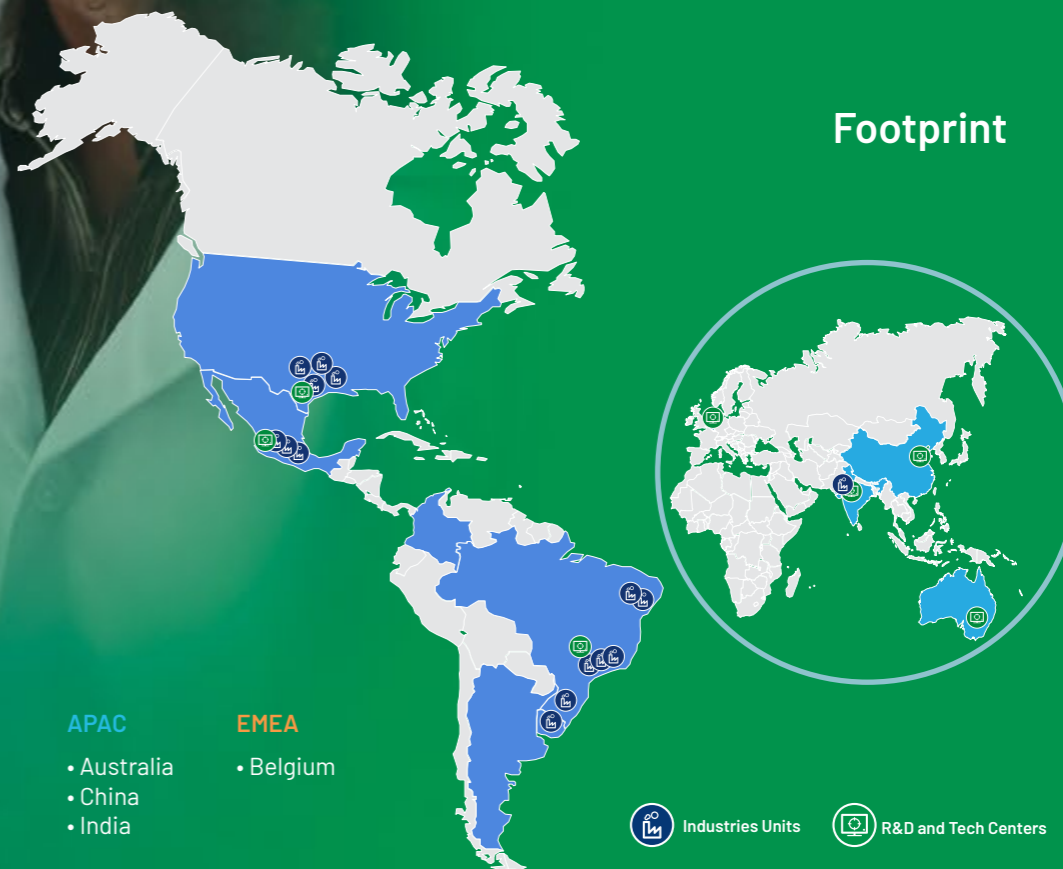 Footprint
APAC
• Australia
• China
• India
EMEA
• Belgium
Industries Units
R&D and Tech Centers